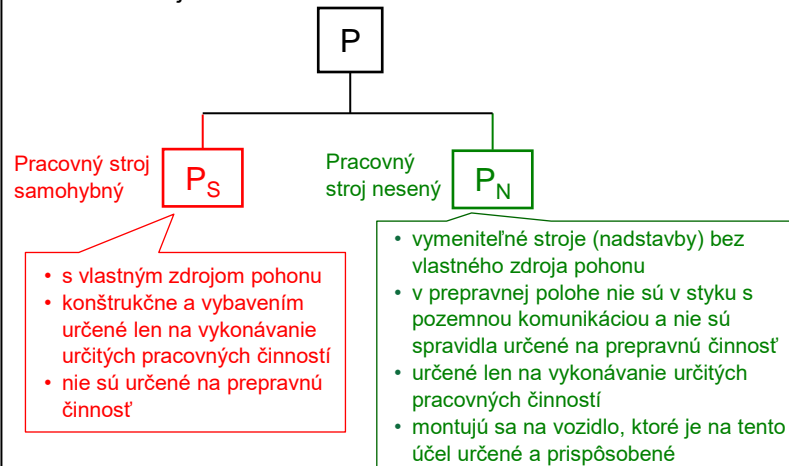 P
Pracovný stroj
samohybný
P_S
Pracovný
stroj nesený
P_N
• s vlastným zdrojom pohonu
• konštrukčne a vybavením
určené len na vykonávanie
určitých pracovných činností
• nie sú určené na prepravnú
činnosť
• vymeniteľné stroje (nadstavby) bez
vlastného zdroja pohonu
• v prepravnej polohe nie sú v styku s
pozemnou komunikáciou a nie sú
spravidla určené na prepravnú činnosť
• určené len na vykonávanie určitých
pracovných činností
• montujú sa na vozidlo, ktoré je na tento
účel určené a prispôsobené